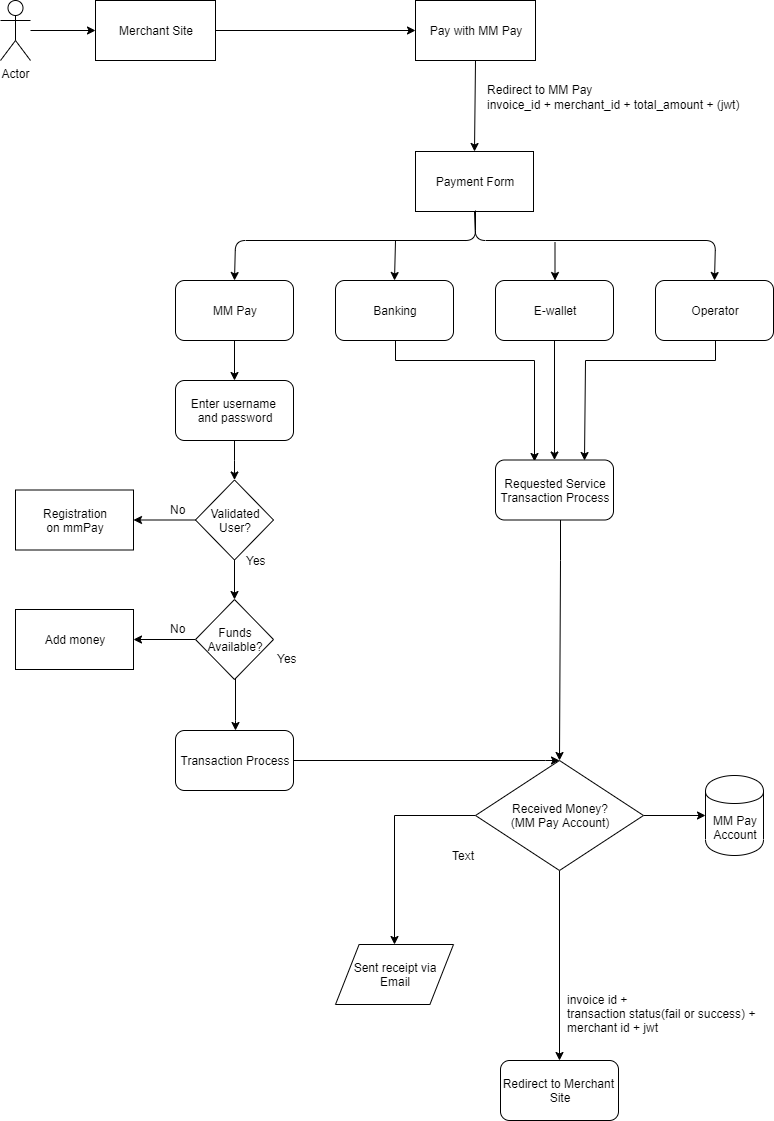 Actor
Merchant Site
Pay with MM Pay
Redirect to MM Pay
invoice_id + merchant_id + total_amount + (jwt)
Payment Form
MM Pay
Banking
E-wallet
Operator
Enter username
and password
Requested Service
Transaction Process
Registration
on mmPay
No
Validated
User?
Yes
Add money
No
Funds
Available?
Yes
Transaction Process
Received Money?
(MM Pay Account)
MM Pay
Account
Text
Sent receipt via
Email
invoice id +
transaction status(fail or success) +
merchant id + jwt
Redirect to Merchant
Site